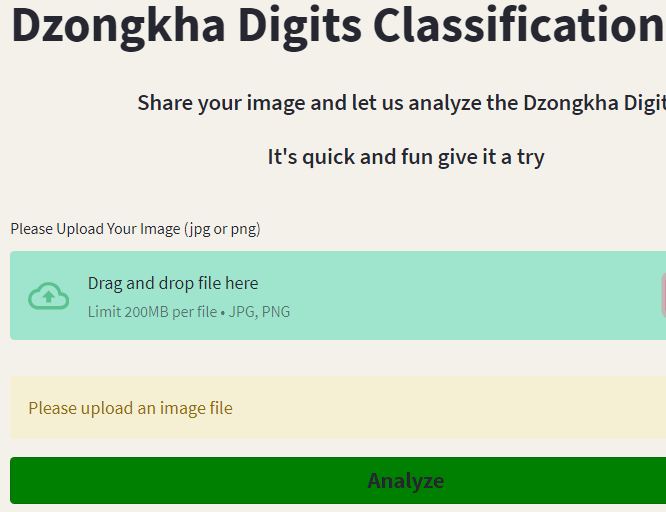 Dzongkha Digits Classification
Share your image and let us analyze the Dzongkha Digit
It's quick and fun give it a try
Please Upload Your Image (jpg or png)
Drag and drop file here
Limit 200MB per file • JPG, PNG
Please upload an image file
Analyze